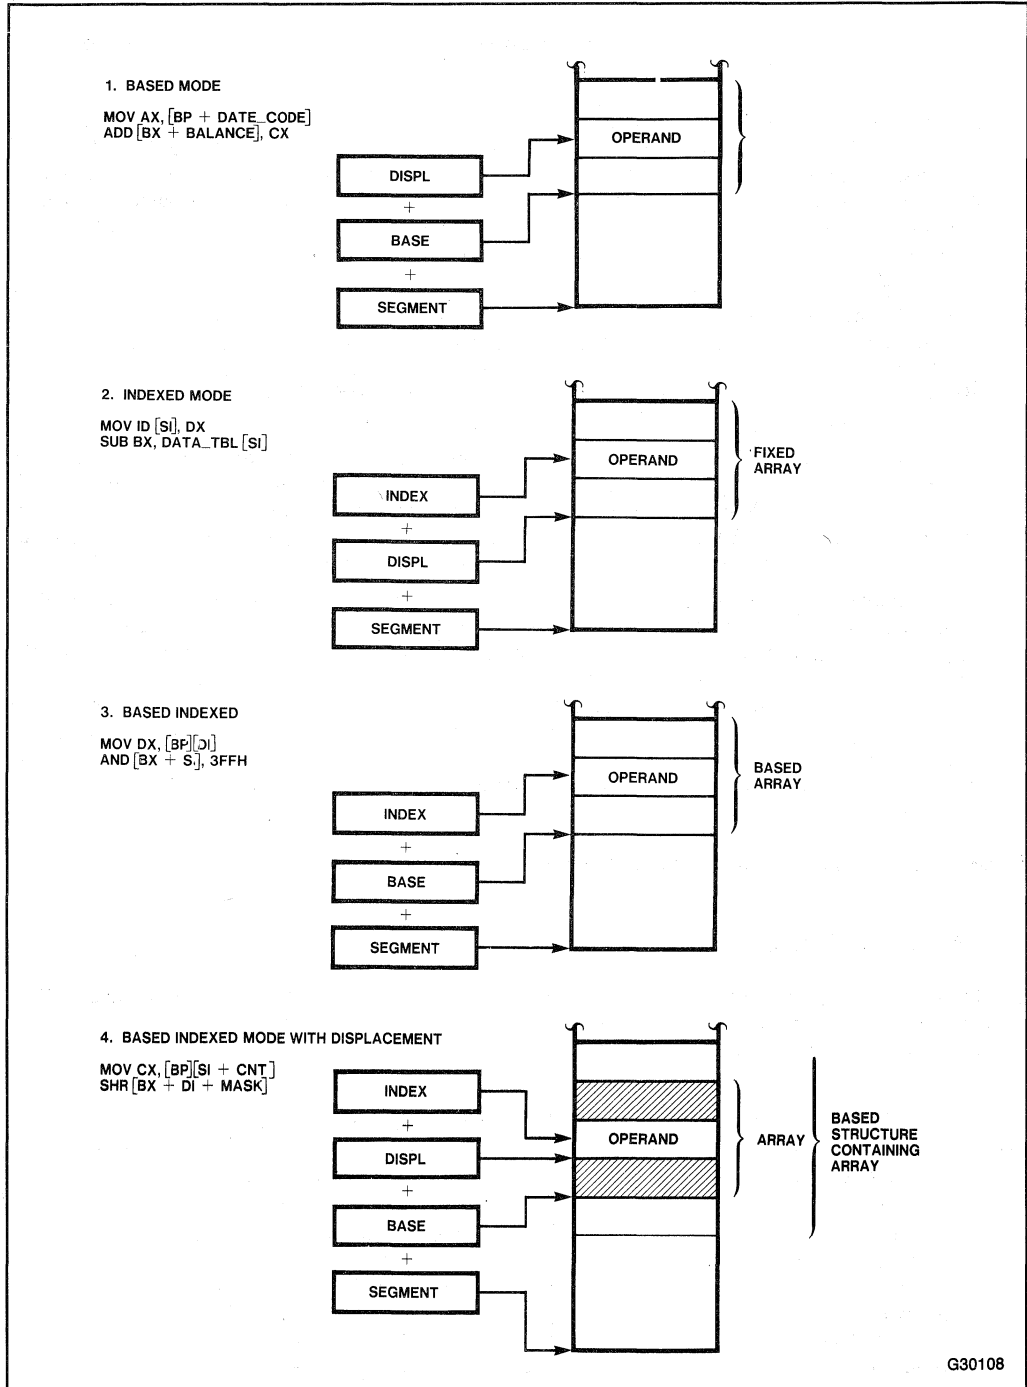 1. BASED MODE
MOV AX, [BP + DATE_CODE]
ADD [BX + BALANCE], CX
OPERAND
DISPL
+
BASE
+
SEGMENT
2. INDEXED MODE
MOV ID [SI], DX
SUB BX, DATA_TBL [SI]
OPERAND
FIXED
ARRAY
INDEX
+
DISPL
+
SEGMENT
3. BASED INDEXED
MOV DX, [BP][DI]
AND [BX + SI], 3FFH
OPERAND
BASED
ARRAY
INDEX
+
BASE
+
SEGMENT
4. BASED INDEXED MODE WITH DISPLACEMENT
MOV CX, [BP][SI + CNT]
SHR [BX + DI + MASK]
INDEX
+
DISPL
+
BASE
+
SEGMENT
OPERAND
ARRAY
BASED
STRUCTURE
CONTAINING
ARRAY
G30108